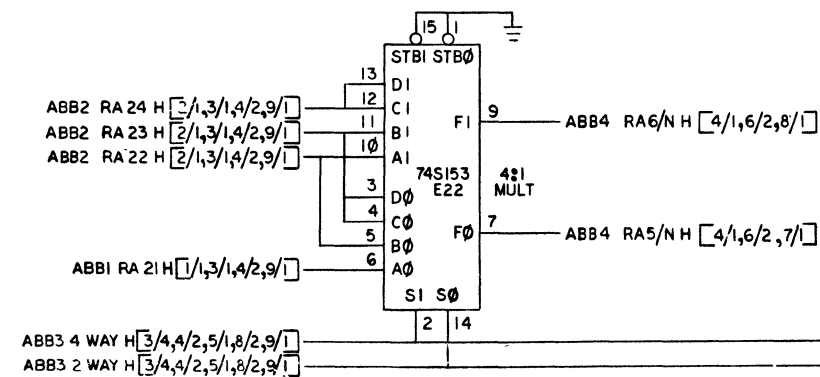 15 1
STB1 STBØ
13 D1
ABB2 RA 24 H [2/1,3/1,4/2,9/1] 12 C1
ABB2 RA 23 H [2/1,3/1,4/2,9/1] 11 B1 F1 9 ABB4 RA6/N H [4/1,6/2,8/1]
ABB2 RA 22 H [2/1,3/1,4/2,9/1] 1Ø A1
74S153 4:1
E22 MULT
3 DØ
4 CØ
5 BØ FØ 7 ABB4 RA5/N H [4/1,6/2,7/1]
ABB1 RA 21 H [1/1,3/1,4/2,9/1] 6 AØ
S1 SØ
2 14
ABB3 4 WAY H [3/4,4/2,5/1,8/2,9/1]
ABB3 2 WAY H [3/4,4/2,5/1,8/2,9/1]